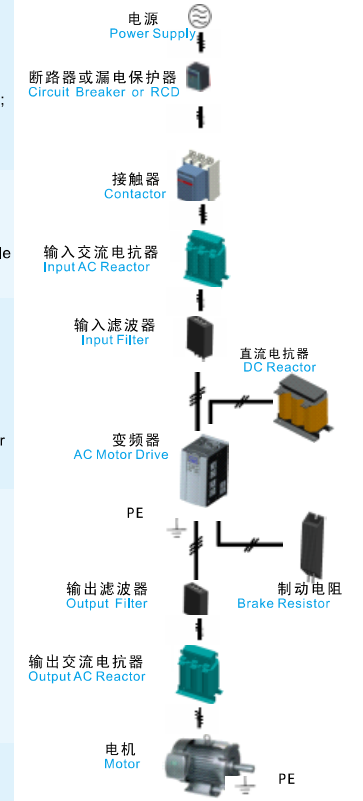 电源
Power Supply
断路器或漏电保护器
Circuit Breaker or RCD
;
接触器
Contactor
le
输入交流电抗器
Input AC Reactor
输入滤波器
Input Filter
直流电抗器
DC Reactor
变频器
AC Motor Drive
r
PE
输出滤波器
Output Filter
制动电阻
Brake Resistor
输出交流电抗器
Output AC Reactor
电机
Motor
PE